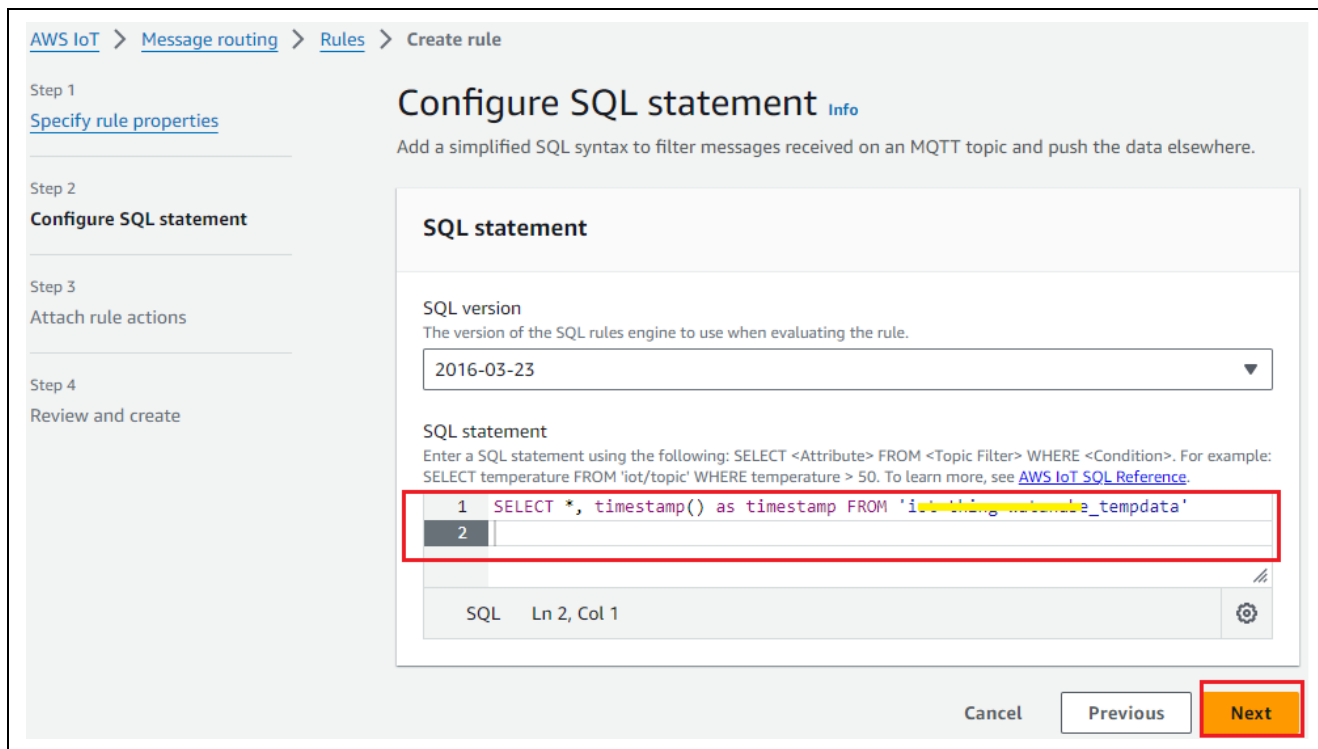 AWS IoT > Message routing > Rules > Create rule
Step 1
Specify rule properties
Step 2
Configure SQL statement
Step 3
Attach rule actions
Step 4
Review and create
Configure SQL statement Info
Add a simplified SQL syntax to filter messages received on an MQTT topic and push the data elsewhere.
SQL statement
SQL version
The version of the SQL rules engine to use when evaluating the rule.
2016-03-23
SQL statement
Enter a SQL statement using the following: SELECT <Attribute> FROM <Topic Filter> WHERE <Condition>. For example:
SELECT temperature FROM 'iot/topic' WHERE temperature > 50. To learn more, see AWS IoT SQL Reference.
1 SELECT *, timestamp() as timestamp FROM '_tempdata'
2
SQL Ln 2, Col 1
Cancel Previous Next